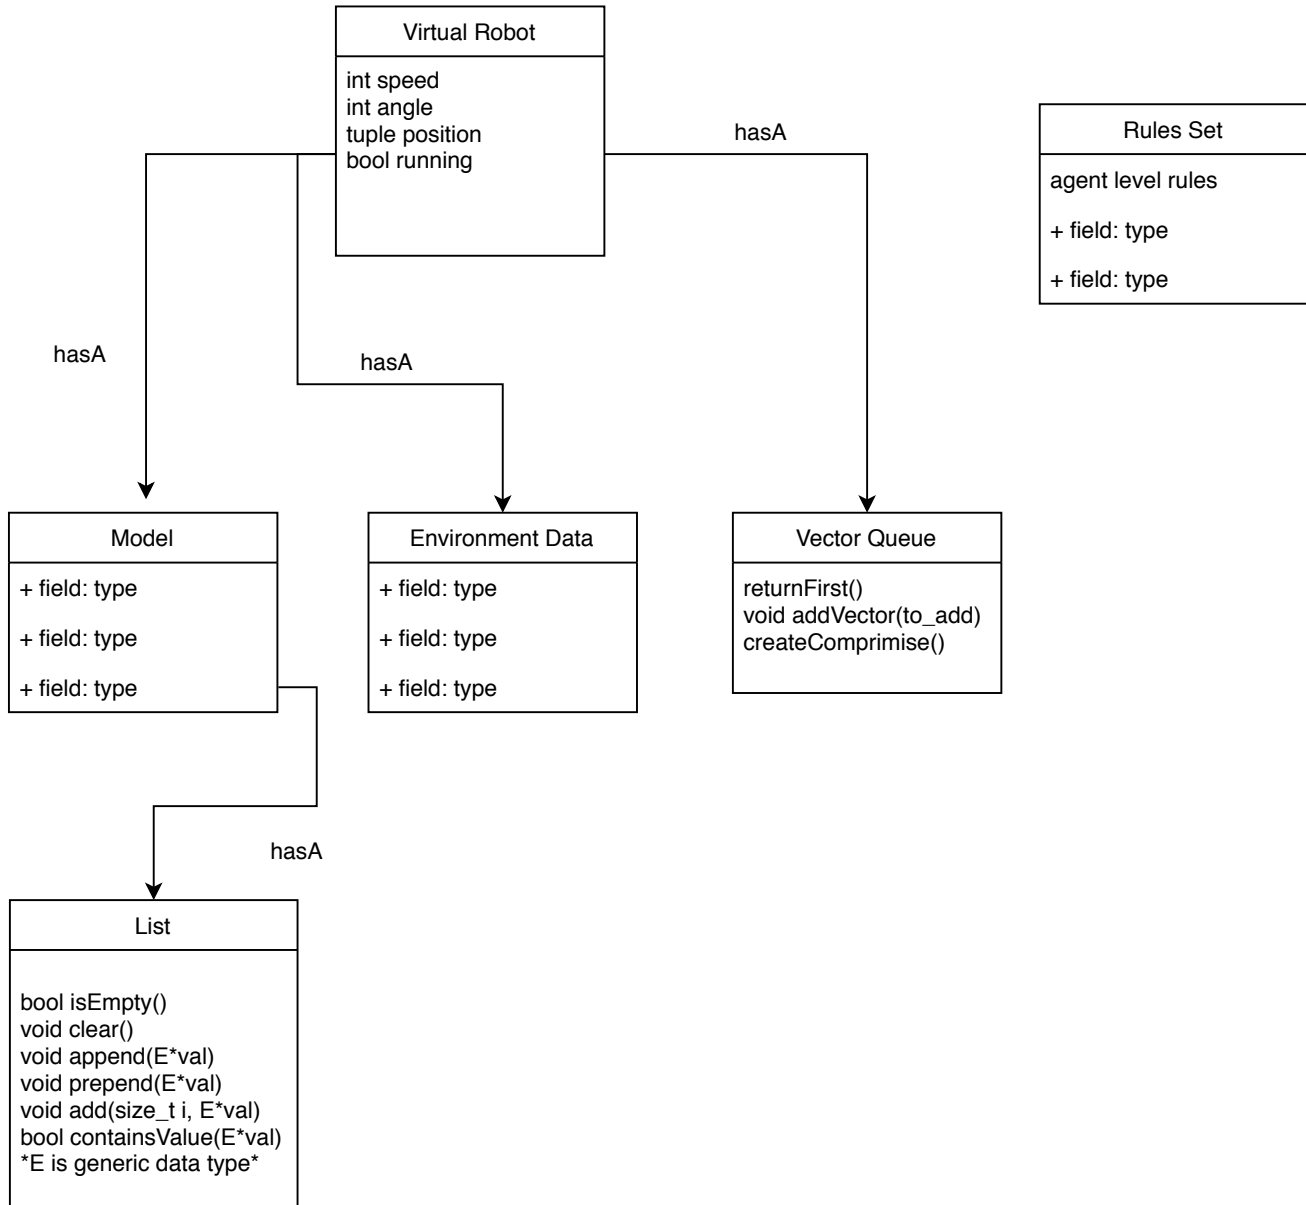 Virtual Robot
int speed
int angle
tuple position
bool running
hasA
Rules Set
agent level rules
+ field: type
+ field: type
hasA
hasA
Model
+ field: type
+ field: type
+ field: type
Environment Data
+ field: type
+ field: type
+ field: type
Vector Queue
returnFirst()
void addVector(to_add)
createComprimise()
hasA
List
bool isEmpty()
void clear()
void append(E*val)
void prepend(E*val)
void add(size_t i, E*val)
bool containsValue(E*val)
*E is generic data type*